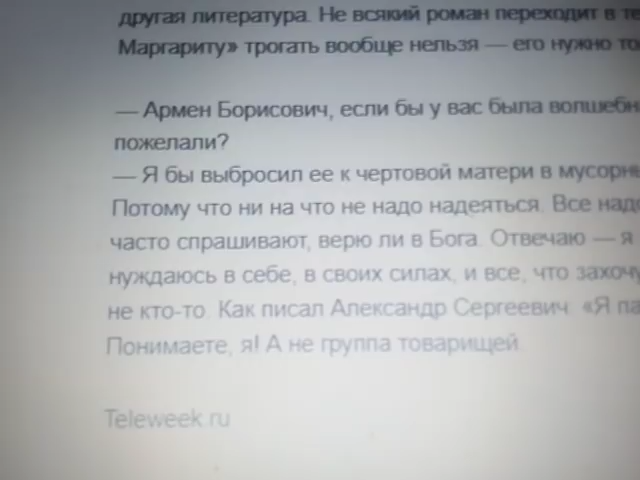 другая литература. Не всякий роман переходит в
Маргариту» трогать вообще нельзя — его нужно
— Армен Борисович, если бы у вас была
пожелали?
— Я бы выбросил ее к чертовой матери в
Потому что ни на что не надо надеяться. Все
часто спрашивают, верю ли в Бога. Отвечаю — я
нуждаюсь в себе, в своих силах, и все, что
не кто-то. Как писал Александр Сергеевич: «Я
Понимаете, я! А не группа товарищей.
Teleweek.ru